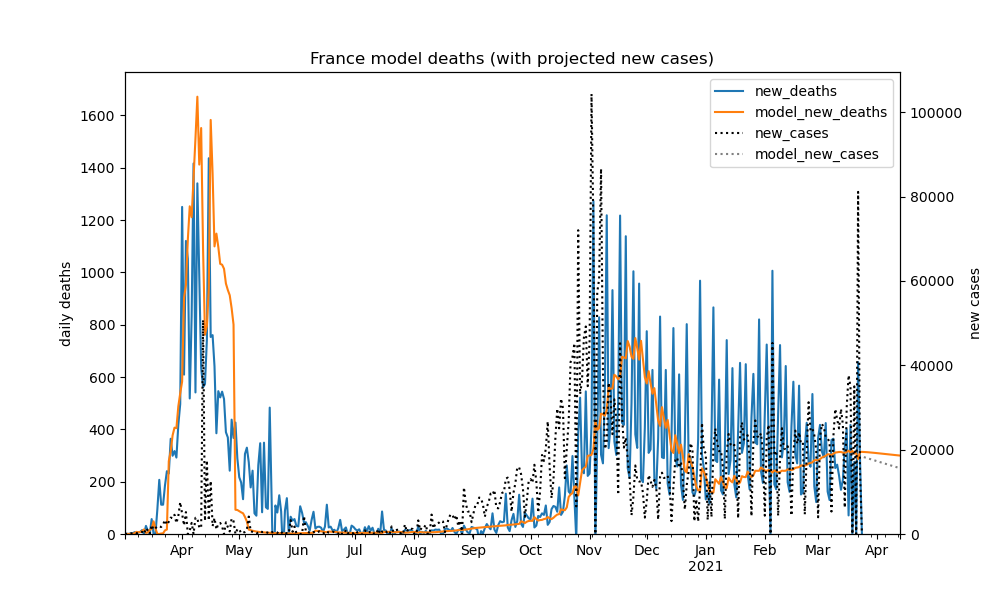 France model deaths (with projected new cases)
new_deaths
model_new_deaths
new_cases
model_new_cases
1600
1400
1200
1000
800
600
400
200
0
daily deaths
100000
80000
60000
40000
20000
0
new cases
Apr May Jun Jul Aug Sep Oct Nov Dec Jan Feb Mar Apr
2021